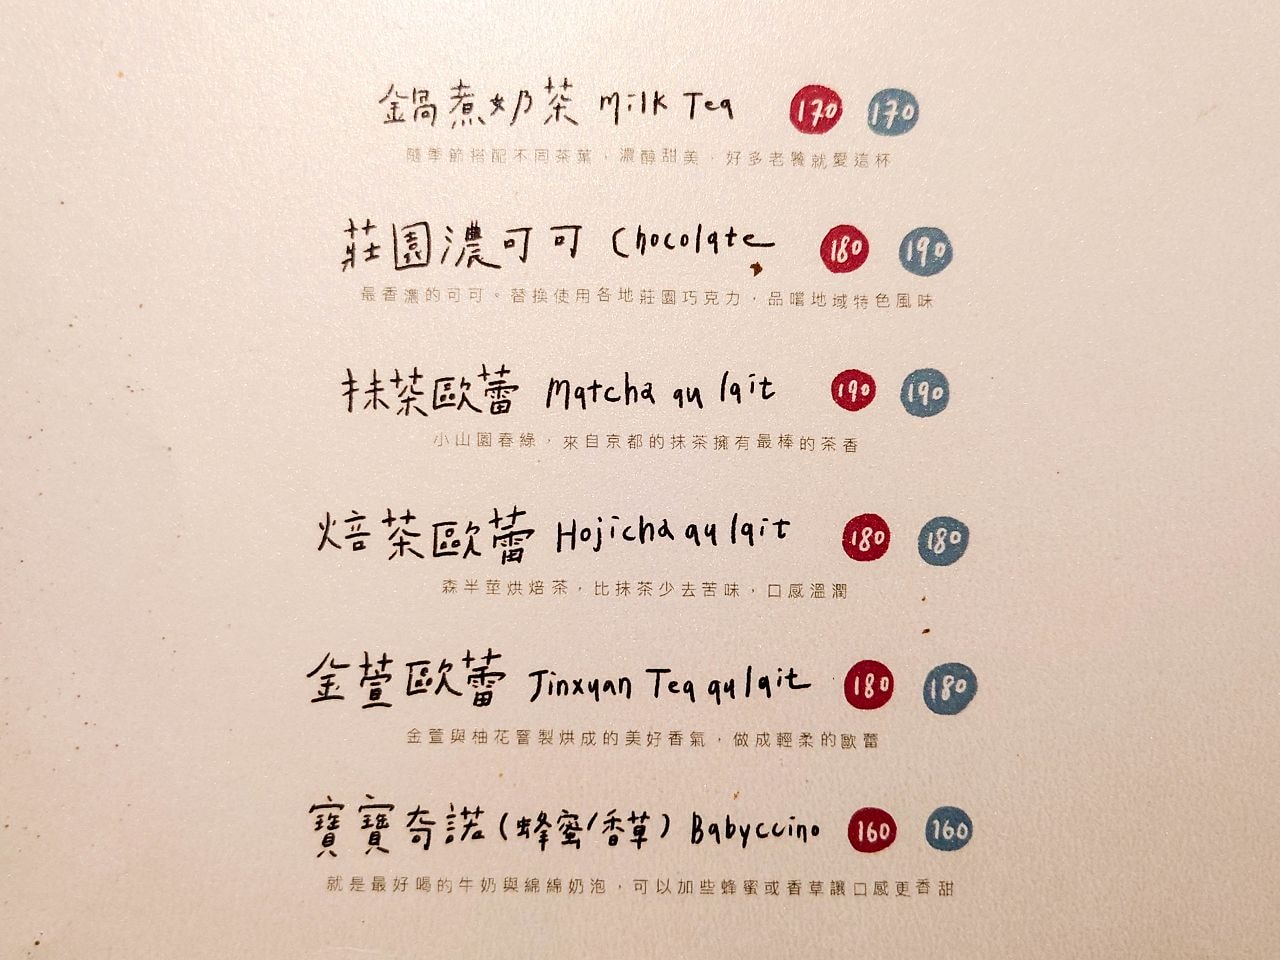 鍋煮奶茶 Milk Tea 170 170
隨季節搭配不同茶葉，濃醇甜美，好多老饕就愛這杯
莊園濃可可 Chocolate 180 190
最香濃的可可。替換使用各地莊園巧克力，品嚐地域特色風味
抹茶歐蕾 Matcha au lait 190 190
小山園春綠，來自京都的抹茶擁有最棒的茶香
焙茶歐蕾 Hojicha au lait 180 180
森半莖烘焙茶，比抹茶少去苦味，口感溫潤
金萱歐蕾 Jinxuan Tea au lait 180 180
金萱與柚花窨製烘成的美好香氣，做成輕柔的歐蕾
寶寶奇諾（蜂蜜/香草）Babyccino 160 160
就是最好喝的牛奶與綿綿奶泡，可以加些蜂蜜或香草讓口感更香甜